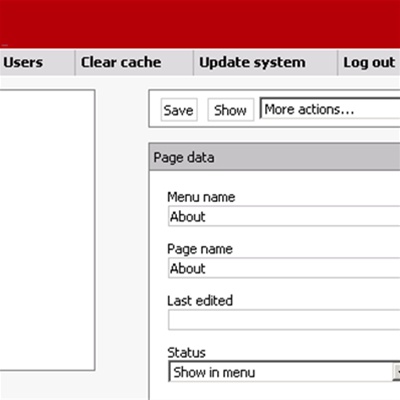 Users Clear cache Update system Log out
Save Show More actions...
Page data
Menu name
About
Page name
About
Last edited
Status
Show in menu